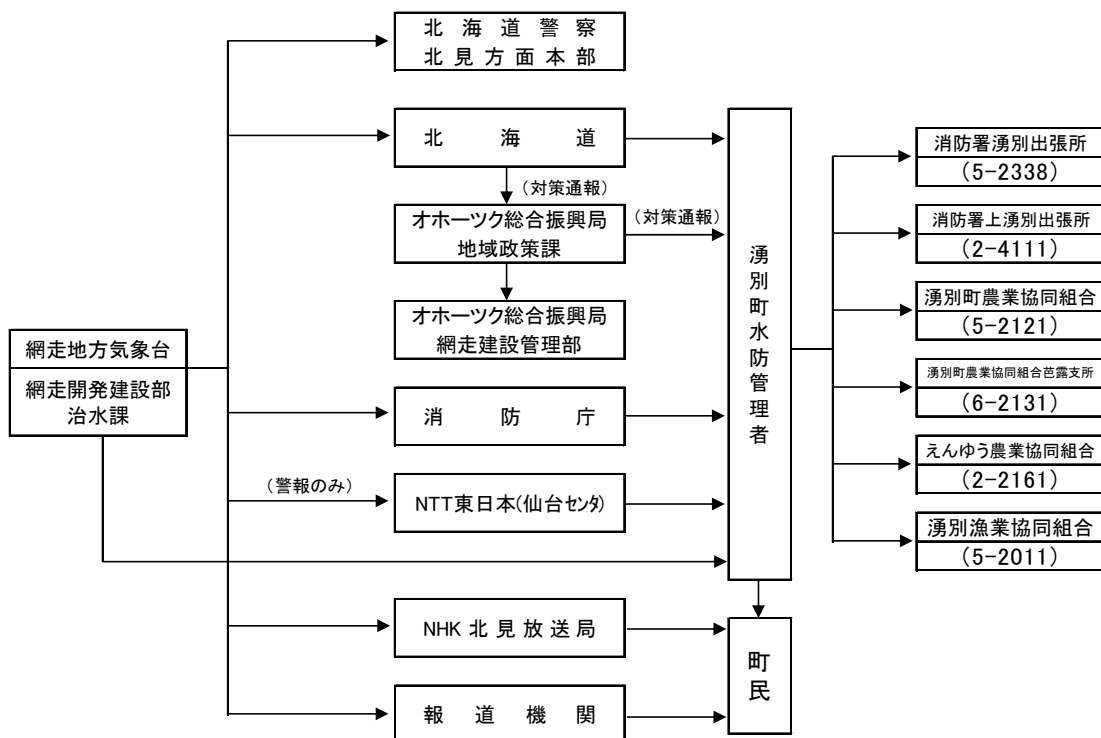 北海道警察
北見方面本部
北海道
(対策通報)
オホーツク総合振興局
地域政策課
(対策通報)
オホーツク総合振興局
網走建設管理部
網走地方気象台
網走開発建設部
治水課
消防庁
(警報のみ)
NTT東日本(仙台センタ)
NHK北見放送局
報道機関
湧別町水防管理者
町民
消防署湧別出張所
(5-2338)
消防署上湧別出張所
(2-4111)
湧別町農業協同組合
(5-2121)
湧別町農業協同組合芭露支所
(6-2131)
えんゆう農業協同組合
(2-2161)
湧別漁業協同組合
(5-2011)